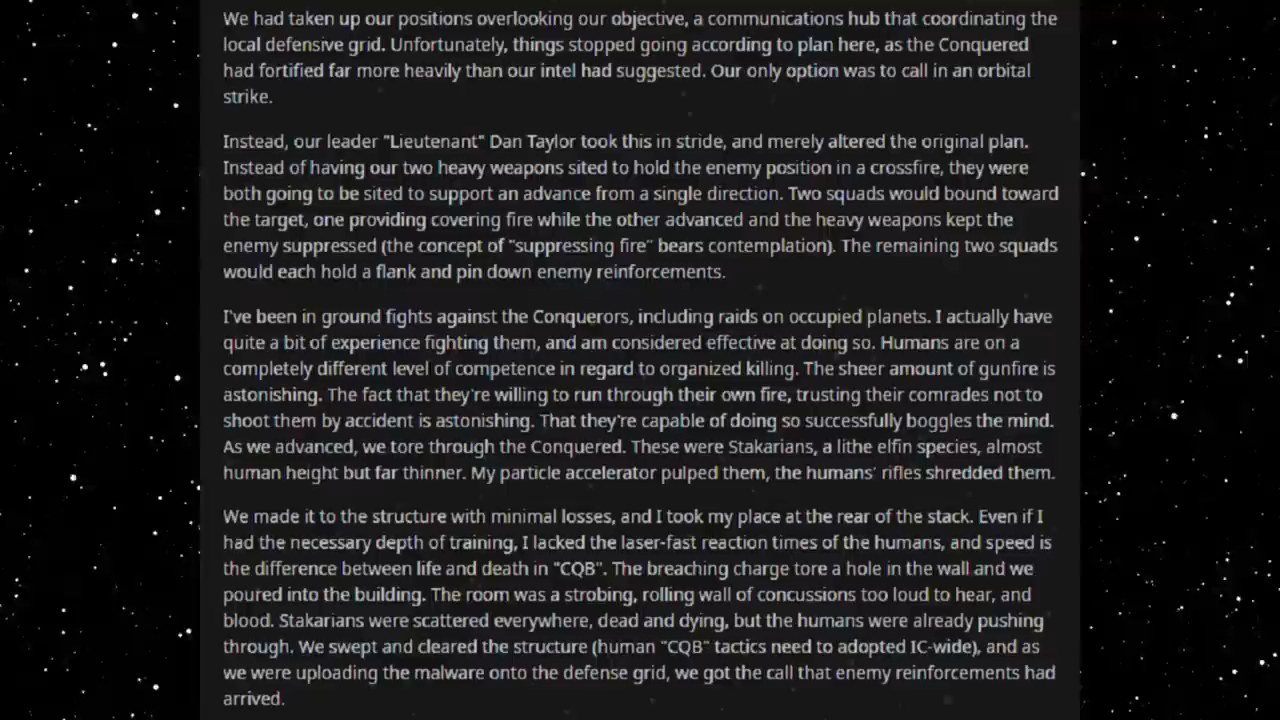 We had taken up our positions overlooking our objective, a communications hub that coordinating the
local defensive grid. Unfortunately, things stopped going according to plan here, as the Conquered
had fortified far more heavily than our intel had suggested. Our only option was to call in an orbital
strike.
Instead, our leader "Lieutenant" Dan Taylor took this in stride, and merely altered the original plan.
Instead of having our two heavy weapons sited to hold the enemy position in a crossfire, they were
both going to be sited to support an advance from a single direction. Two squads would bound toward
the target, one providing covering fire while the other advanced and the heavy weapons kept the
enemy suppressed (the concept of "suppressing fire" bears contemplation). The remaining two squads
would each hold a flank and pin down enemy reinforcements.
I've been in ground fights against the Conquerors, including raids on occupied planets. I actually have
quite a bit of experience fighting them, and am considered effective at doing so. Humans are on a
completely different level of competence in regard to organized killing. The sheer amount of gunfire is
astonishing. The fact that they're willing to run through their own fire, trusting their comrades not to
shoot them by accident is astonishing. That they're capable of doing so successfully boggles the mind.
As we advanced, we tore through the Conquered. These were Stakarians, a lithe elfin species, almost
human height but far thinner. My particle accelerator pulped them, the humans' rifles shredded them.
We made it to the structure with minimal losses, and I took my place at the rear of the stack. Even if I
had the necessary depth of training, I lacked the laser-fast reaction times of the humans, and speed is
the difference between life and death in "CQB". The breaching charge tore a hole in the wall and we
poured into the building. The room was a strobing, rolling wall of concussions too loud to hear, and
blood. Stakarians were scattered everywhere, dead and dying, but the humans were already pushing
through. We swept and cleared the structure (human "CQB" tactics need to adopted IC-wide), and as
we were uploading the malware onto the defense grid, we got the call that enemy reinforcements had
arrived.